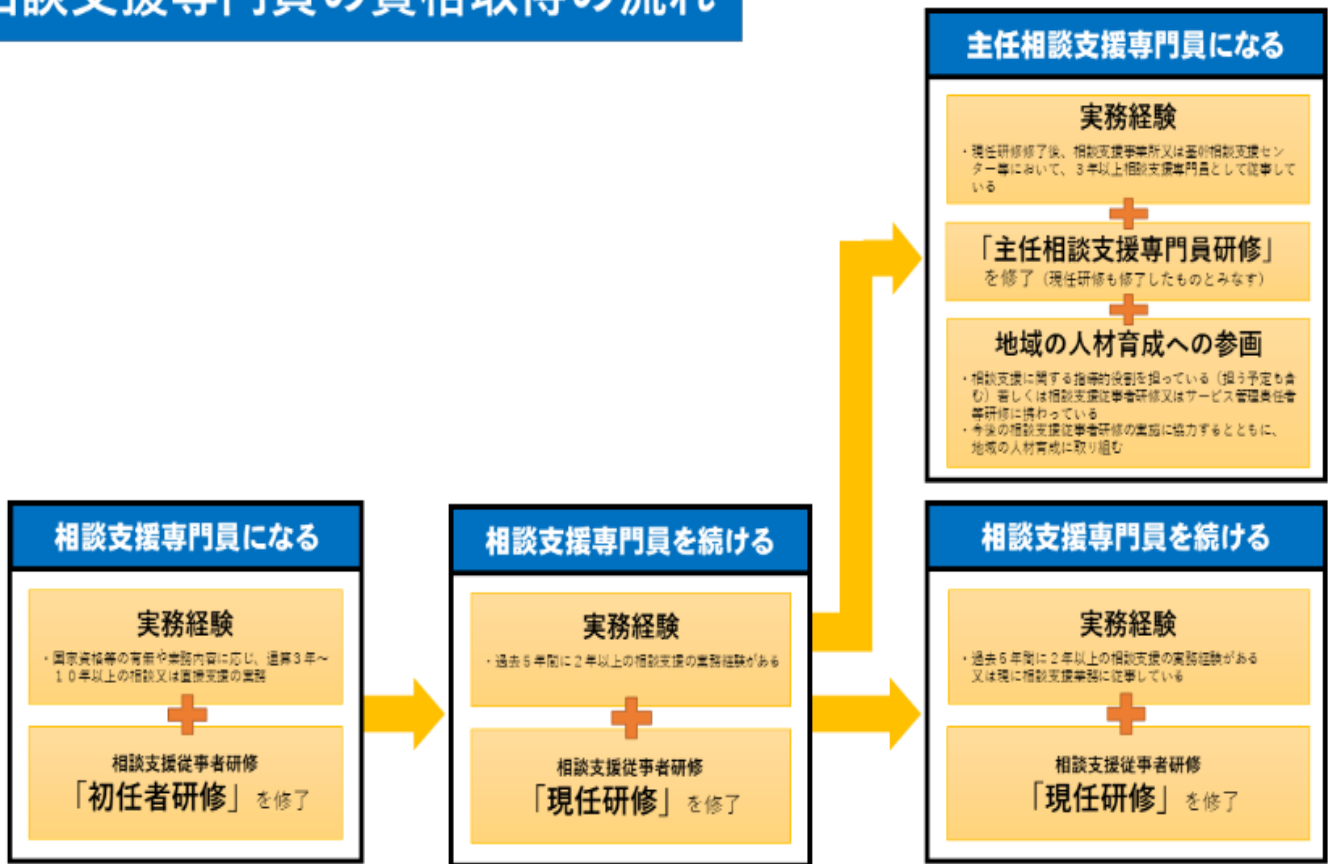 相談支援専門員の資格取得の流れ
主任相談支援専門員になる
実務経験
・現任研修修了後、相談支援事業所又は基幹相談支援セン
ター等において、3年以上相談支援専門員として従事して
いる
「主任相談支援専門員研修」
を修了（現任研修も修了したものとみなす）
地域の人材育成への参画
・相談支援に関する指導的役割を担っている（担う予定も含
む）若しくは相談支援従事者研修又はサービス管理責任者
等研修に携わっている
・今後の相談支援従事者研修の実施に協力するとともに、
地域の人材育成に取り組む
相談支援専門員になる
実務経験
・国家資格等の有無や業務内容に応じ、通算3年～
10年以上の相談又は直接支援の業務
相談支援従事者研修
「初任者研修」を修了
相談支援専門員を続ける
実務経験
・過去5年間に2年以上の相談支援の実務経験がある
相談支援従事者研修
「現任研修」を修了
相談支援専門員を続ける
実務経験
・過去5年間に2年以上の相談支援の実務経験がある
又は現に相談支援業務に従事している
相談支援従事者研修
「現任研修」を修了